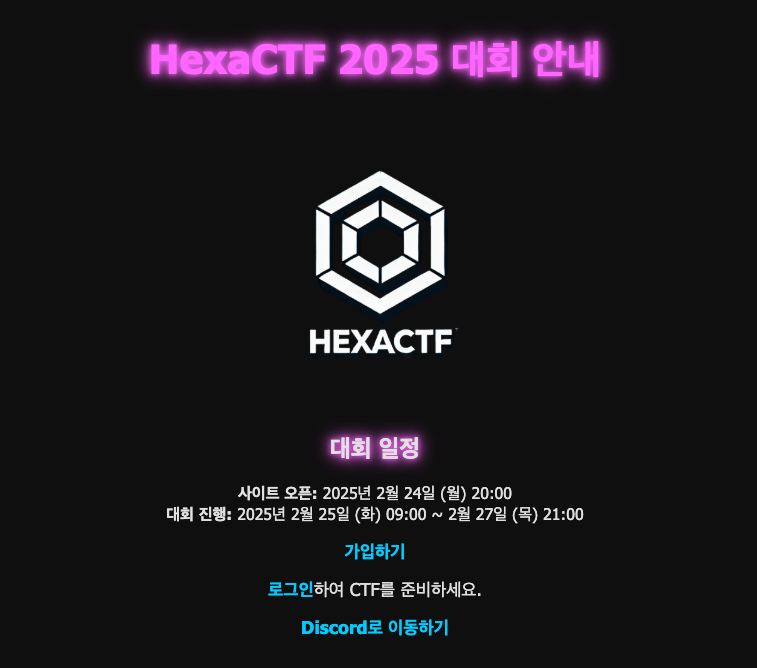 HexaCTF 2025 대회 안내
HEXACTF
대회 일정
사이트 오픈: 2025년 2월 24일 (월) 20:00
대회 진행: 2025년 2월 25일 (화) 09:00 ~ 2월 27일 (목) 21:00
가입하기
로그인하여 CTF를 준비하세요.
Discord로 이동하기